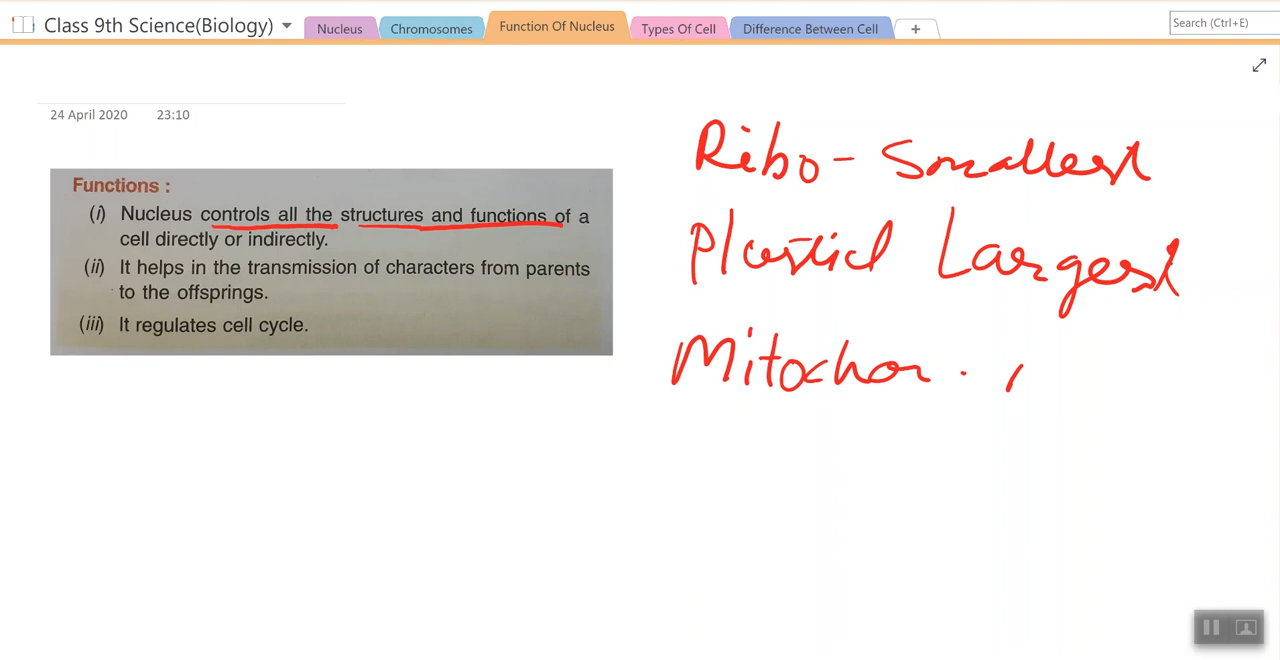 Class 9th Science(Biology)
Nucleus
Chromosomes
Function Of Nucleus
Types Of Cell
Difference Between Cell
+
Search (Ctrl+E)
24 April 2020 23:10
Functions :
(i) Nucleus controls all the structures and functions of a
cell directly or indirectly.
(ii) It helps in the transmission of characters from parents
to the offsprings.
(iii) It regulates cell cycle.
Ribo - Smallest
Plastid Largest
Mitochon .